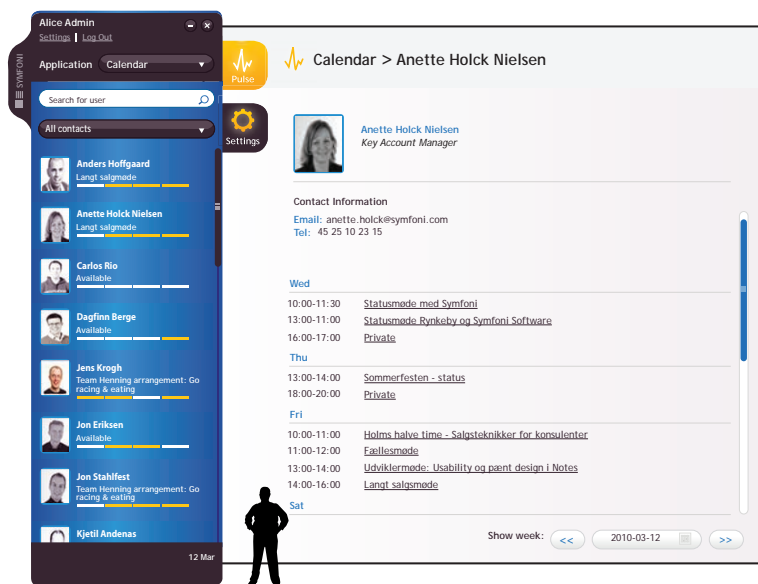 Alice Admin
Settings | Log Out
SYMFONI
Application Calendar
Search for user
All contacts
Anders Hoffgaard
Langt salgmøde
Anette Holck Nielsen
Langt salgmøde
Carlos Rio
Available
Dagfinn Berge
Available
Jens Krogh
Team Henning arrangement: Go
racing & eating
Jon Eriksen
Available
Jon Stahlfest
Team Henning arrangement: Go
racing & eating
Kjetil Andenas
12 Mar
Pulse
Settings
Calendar > Anette Holck Nielsen
Anette Holck Nielsen
Key Account Manager
Contact Information
Email: anette.holck@symfoni.com
Tel: 45 25 10 23 15
Wed
10:00-11:30 Statusmøde med Symfoni
13:00-11:00 Statusmøde Rynkeby og Symfoni Software
16:00-17:00 Private
Thu
13:00-14:00 Sommerfesten - status
18:00-20:00 Private
Fri
10:00-11:00 Holms halve time - Salgsteknikker for konsulenter
11:00-12:00 Fællesmøde
13:00-14:00 Udviklermøde: Usability og pænt design i Notes
14:00-16:00 Langt salgsmøde
Sat
Show week: << 2010-03-12 >>